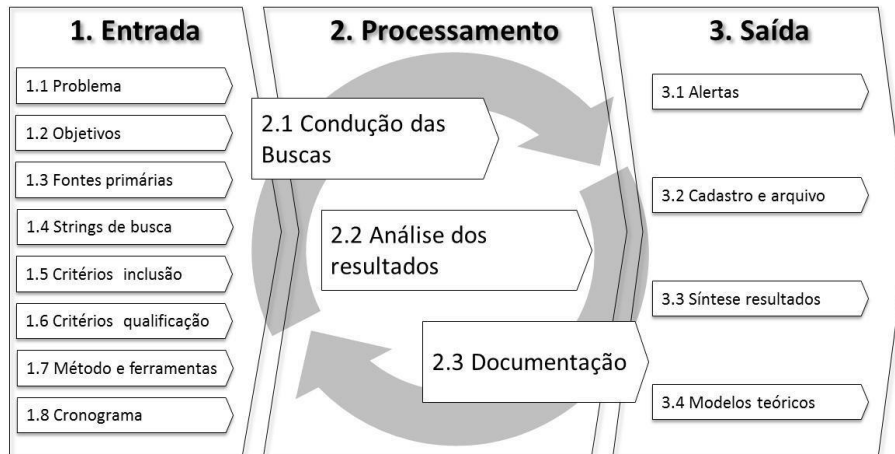 1. Entrada
1.1 Problema
1.2 Objetivos
1.3 Fontes primárias
1.4 Strings de busca
1.5 Critérios inclusão
1.6 Critérios qualificação
1.7 Método e ferramentas
1.8 Cronograma
2. Processamento
2.1 Condução das
Buscas
2.2 Análise dos
resultados
2.3 Documentação
3. Saída
3.1 Alertas
3.2 Cadastro e arquivo
3.3 Síntese resultados
3.4 Modelos teóricos